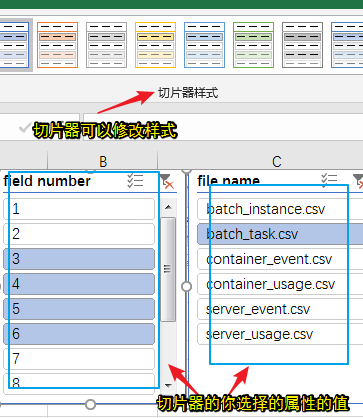 切片器样式
切片器可以修改样式
B
C
field number
file name
1
2
3
4
5
6
7
8
batch_instance.csv
batch_task.csv
container_event.csv
container_usage.csv
server_event.csv
server_usage.csv
切片器的你选择的属性的值